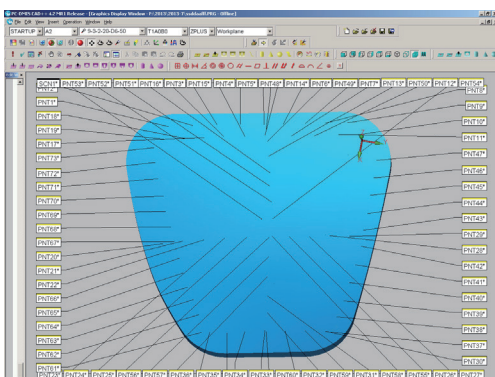 PC-DMIS CAD++ 4.2 MR1 Release
Graphics Display Window
File Edit View Insert Operation Window Help
STARTUP A2 T1A0B0 ZPLUS Workplane
SCN1* PNT53* PNT52* PNT51* PNT16* PNT3* PNT15* PNT4* PNT5* PNT48* PNT14* PNT6* PNT47* PNT49* PNT7* PNT13* PNT50* PNT12* PNT54*
PNT2* PNT8*
PNT1* PNT9*
PNT18* PNT10*
PNT19* PNT11*
PNT17* PNT47*
PNT73* PNT46*
PNT72* PNT45*
PNT71* PNT44*
PNT70* PNT43*
PNT69* PNT29*
PNT68* PNT28*
PNT67* PNT42*
PNT20* PNT41*
PNT21* PNT40*
PNT22* PNT39*
PNT66* PNT38*
PNT65* PNT37*
PNT64* PNT30*
PNT63*
PNT62*
PNT61*
PNT23* PNT24* PNT25* PNT56* PNT57* PNT36* PNT35* PNT34* PNT33* PNT60* PNT32* PNT59* PNT31* PNT58* PNT55* PNT26* PNT27*